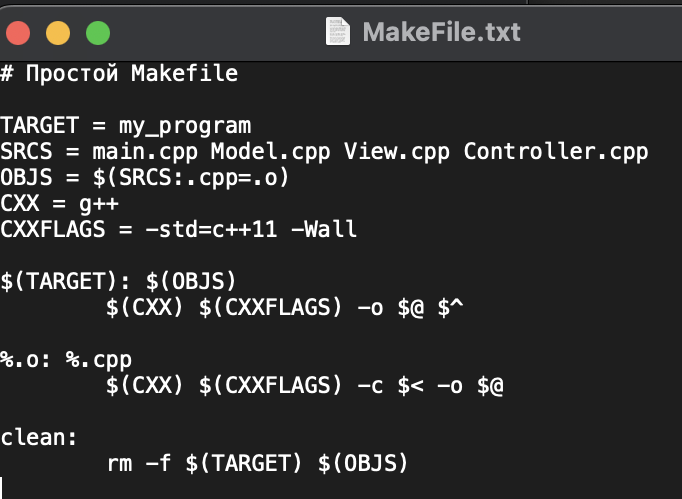 MakeFile.txt
# Простой Makefile
TARGET = my_program
SRCS = main.cpp Model.cpp View.cpp Controller.cpp
OBJS = $(SRCS:.cpp=.o)
CXX = g++
CXXFLAGS = -std=c++11 -Wall
$(TARGET): $(OBJS)
$(CXX) $(CXXFLAGS) -o $@ $^
%.o: %.cpp
$(CXX) $(CXXFLAGS) -c $< -o $@
clean:
rm -f $(TARGET) $(OBJS)